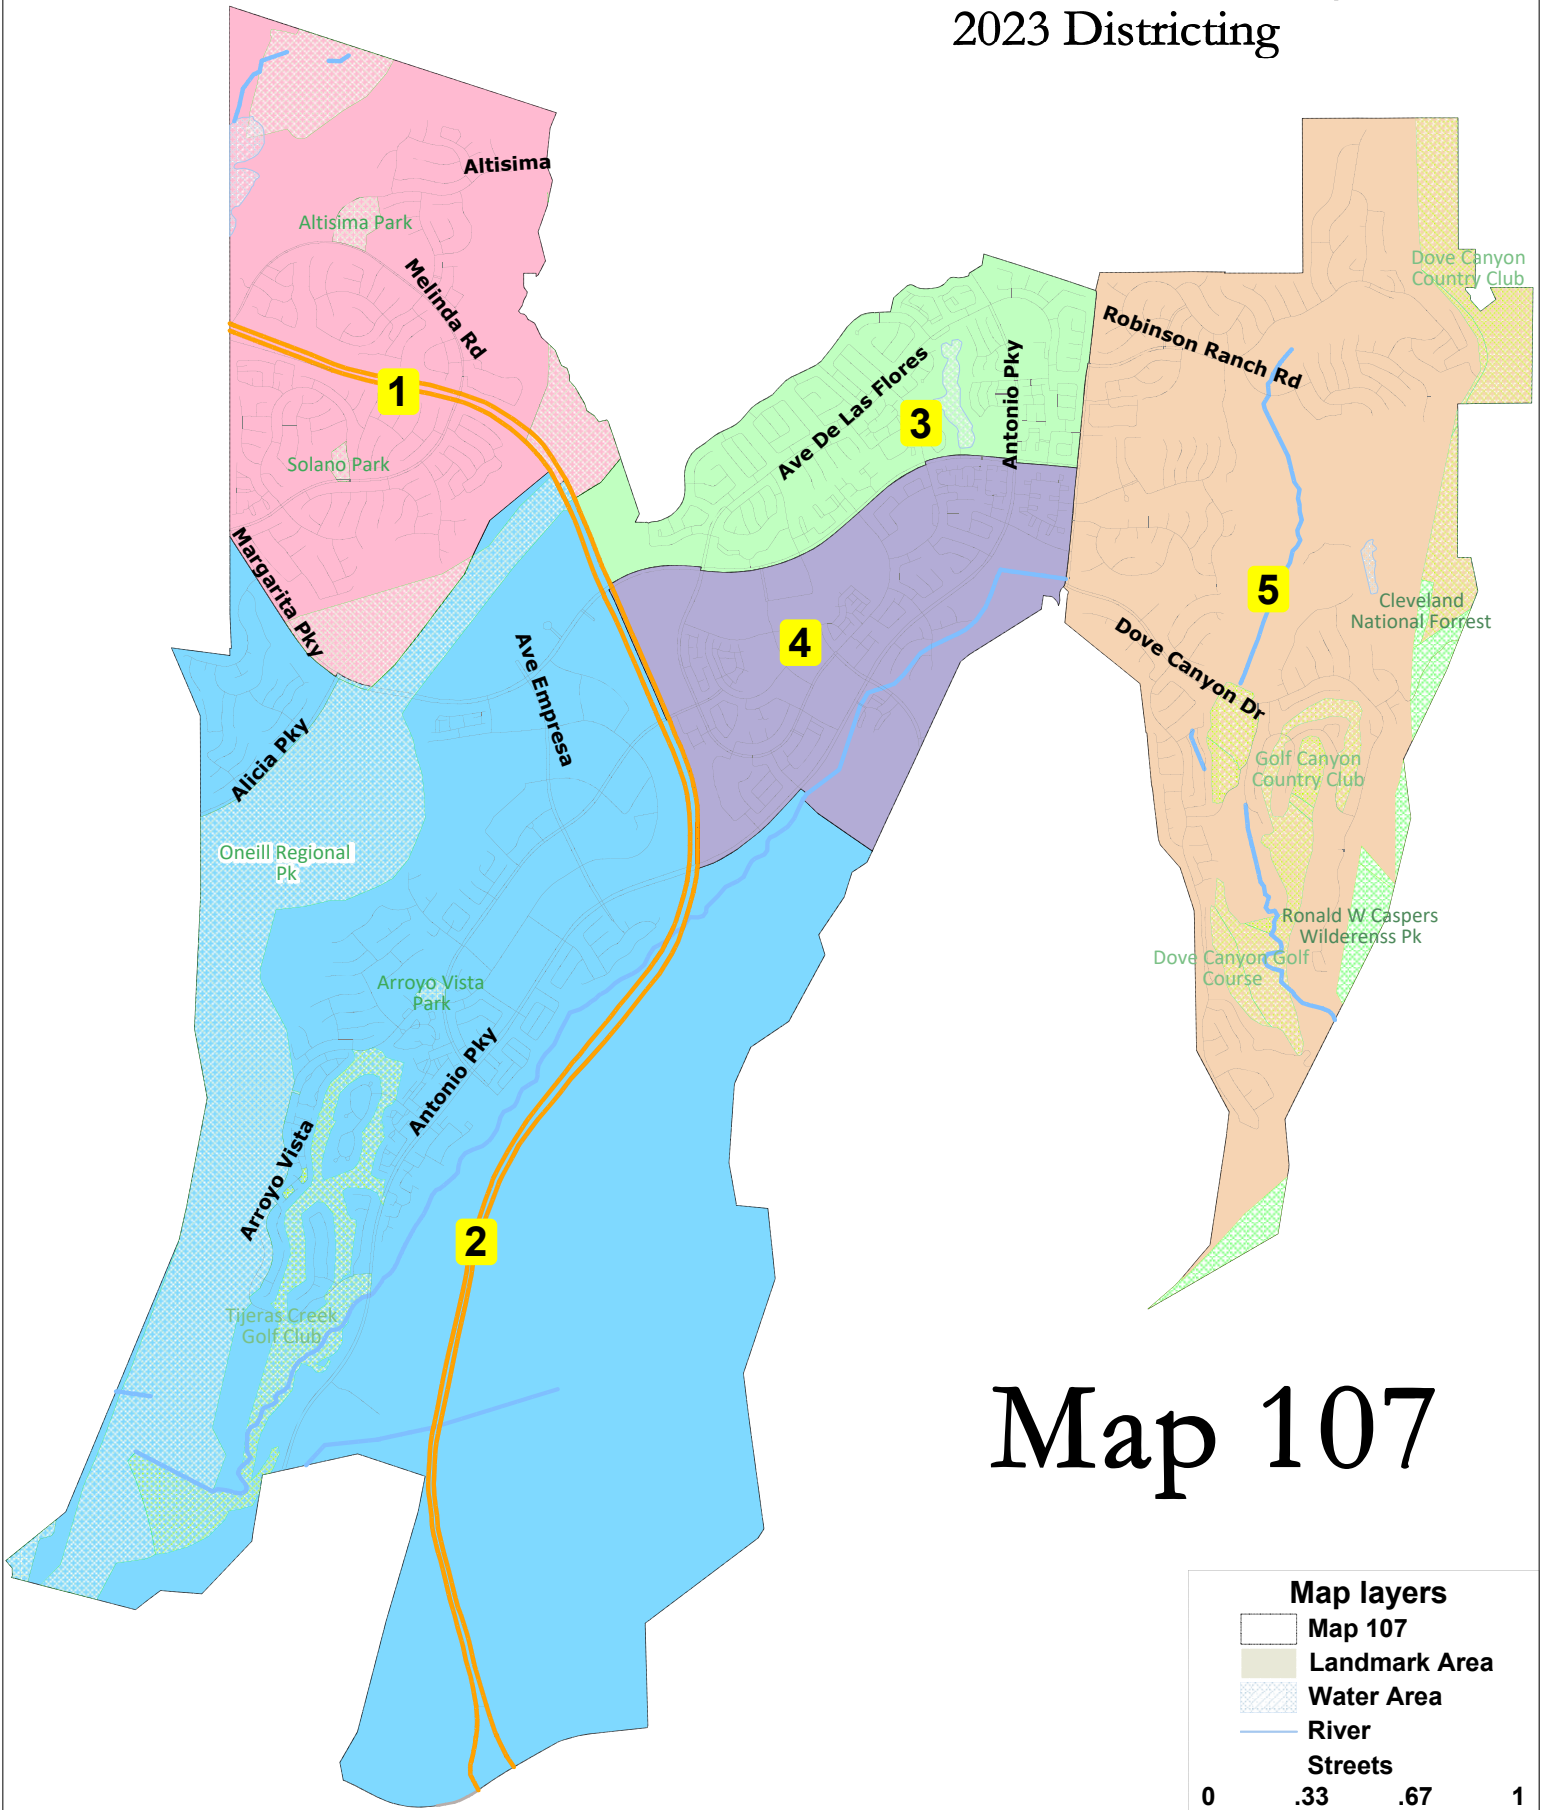 2023 Districting
Altisima
Altisima Park
Melinda Rd
1
Solano Park
Margarita Pky
Dove Canyon
Country Club
Robinson Ranch Rd
Ave De Las Flores
Antonio Pky
3
5
Cleveland
National Forrest
4
Dove Canyon Dr
Ave Empresa
Alicia Pky
Golf Canyon
Country Club
Oneill Regional
Pk
Ronald W Caspers
Wilderenss Pk
Dove Canyon Golf
Course
Arroyo Vista
Park
Antonio Pky
Arroyo Vista
2
Tijeras Creek
Golf Club
Map 107
Map layers
Map 107
Landmark Area
Water Area
River
Streets
0 .33 .67 1